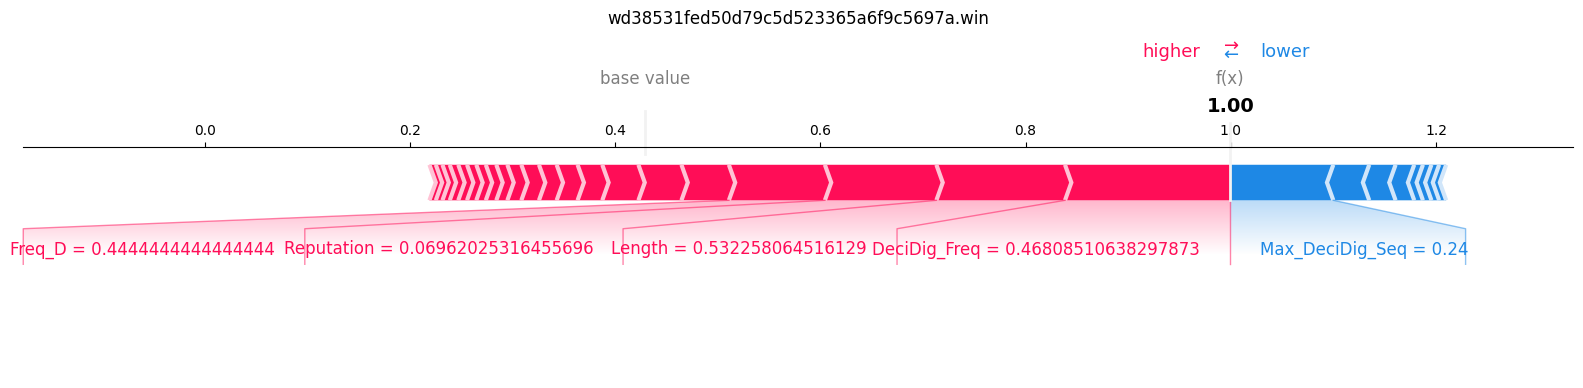 wd38531fed50d79c5d523365a6f9c5697a.win
higher ⇄ lower
base value f(x)
1.00
0.0 0.2 0.4 0.6 0.8 1.0 1.2
Freq_D = 0.4444444444444444 Reputation = 0.06962025316455696 Length = 0.532258064516129 DeciDig_Freq = 0.46808510638297873 Max_DeciDig_Seq = 0.24